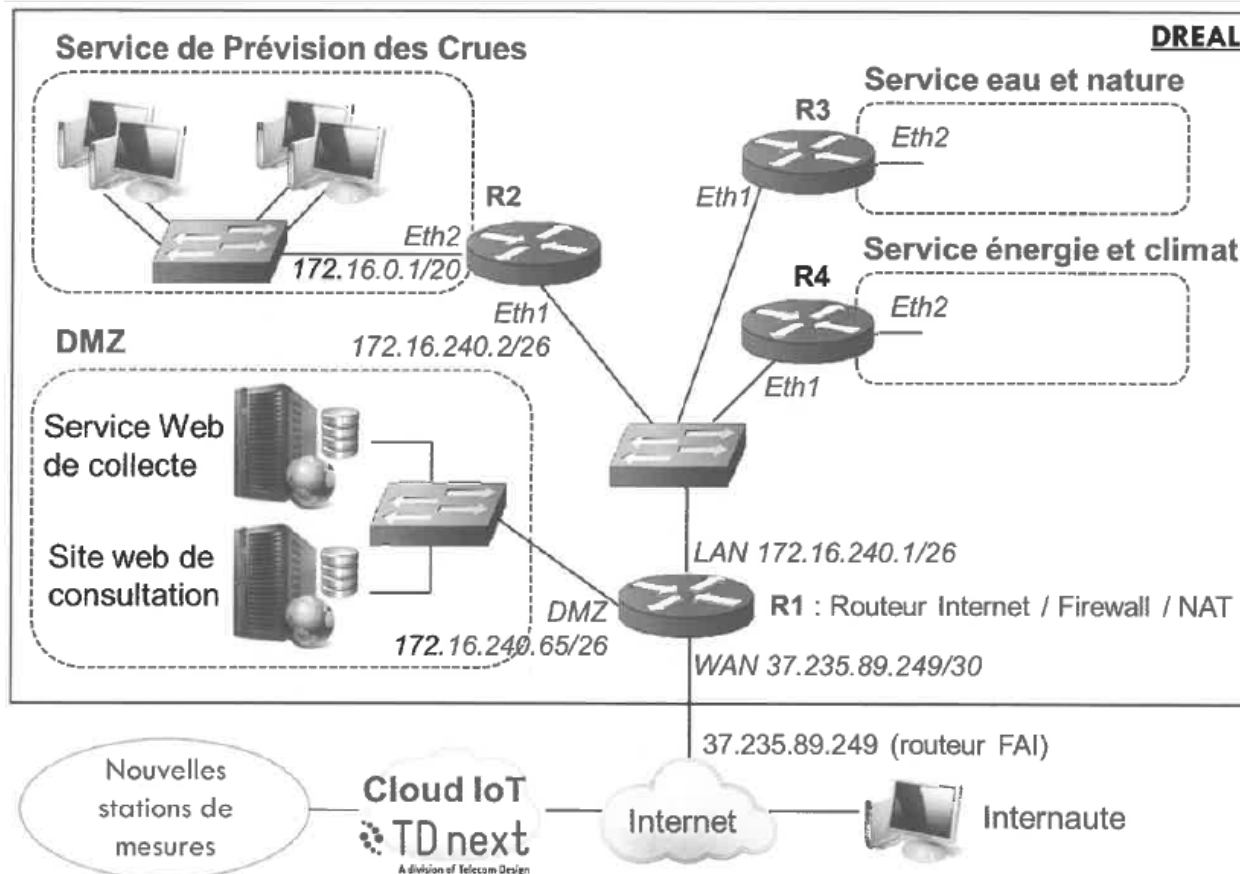 DREAL
Service de Prévision des Crues
Service eau et nature
R3
Eth2
Eth1
R2
Eth2
172.16.0.1/20
Eth1
172.16.240.2/26
Service énergie et climat
R4
Eth2
Eth1
DMZ
Service Web
de collecte
Site web de
consultation
DMZ
172.16.240.65/26
LAN 172.16.240.1/26
R1 : Routeur Internet / Firewall / NAT
WAN 37.235.89.249/30
37.235.89.249 (routeur FAI)
Nouvelles
stations de
mesures
Cloud IoT
TD next
A division of Telecom Design
Internet
Internaute